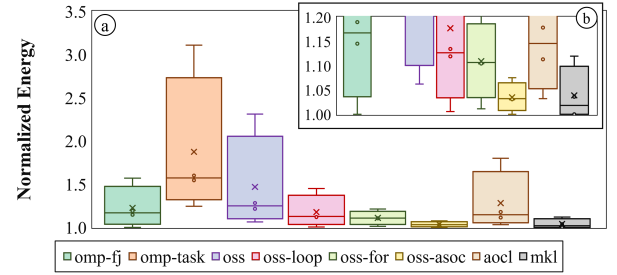 3.5
3.0
2.5
2.0
1.5
1.0
Normalized Energy
a
b
1.20
1.15
1.10
1.05
1.00
omp-fj omp-task oss oss-loop oss-for oss-asoc aocl mkl